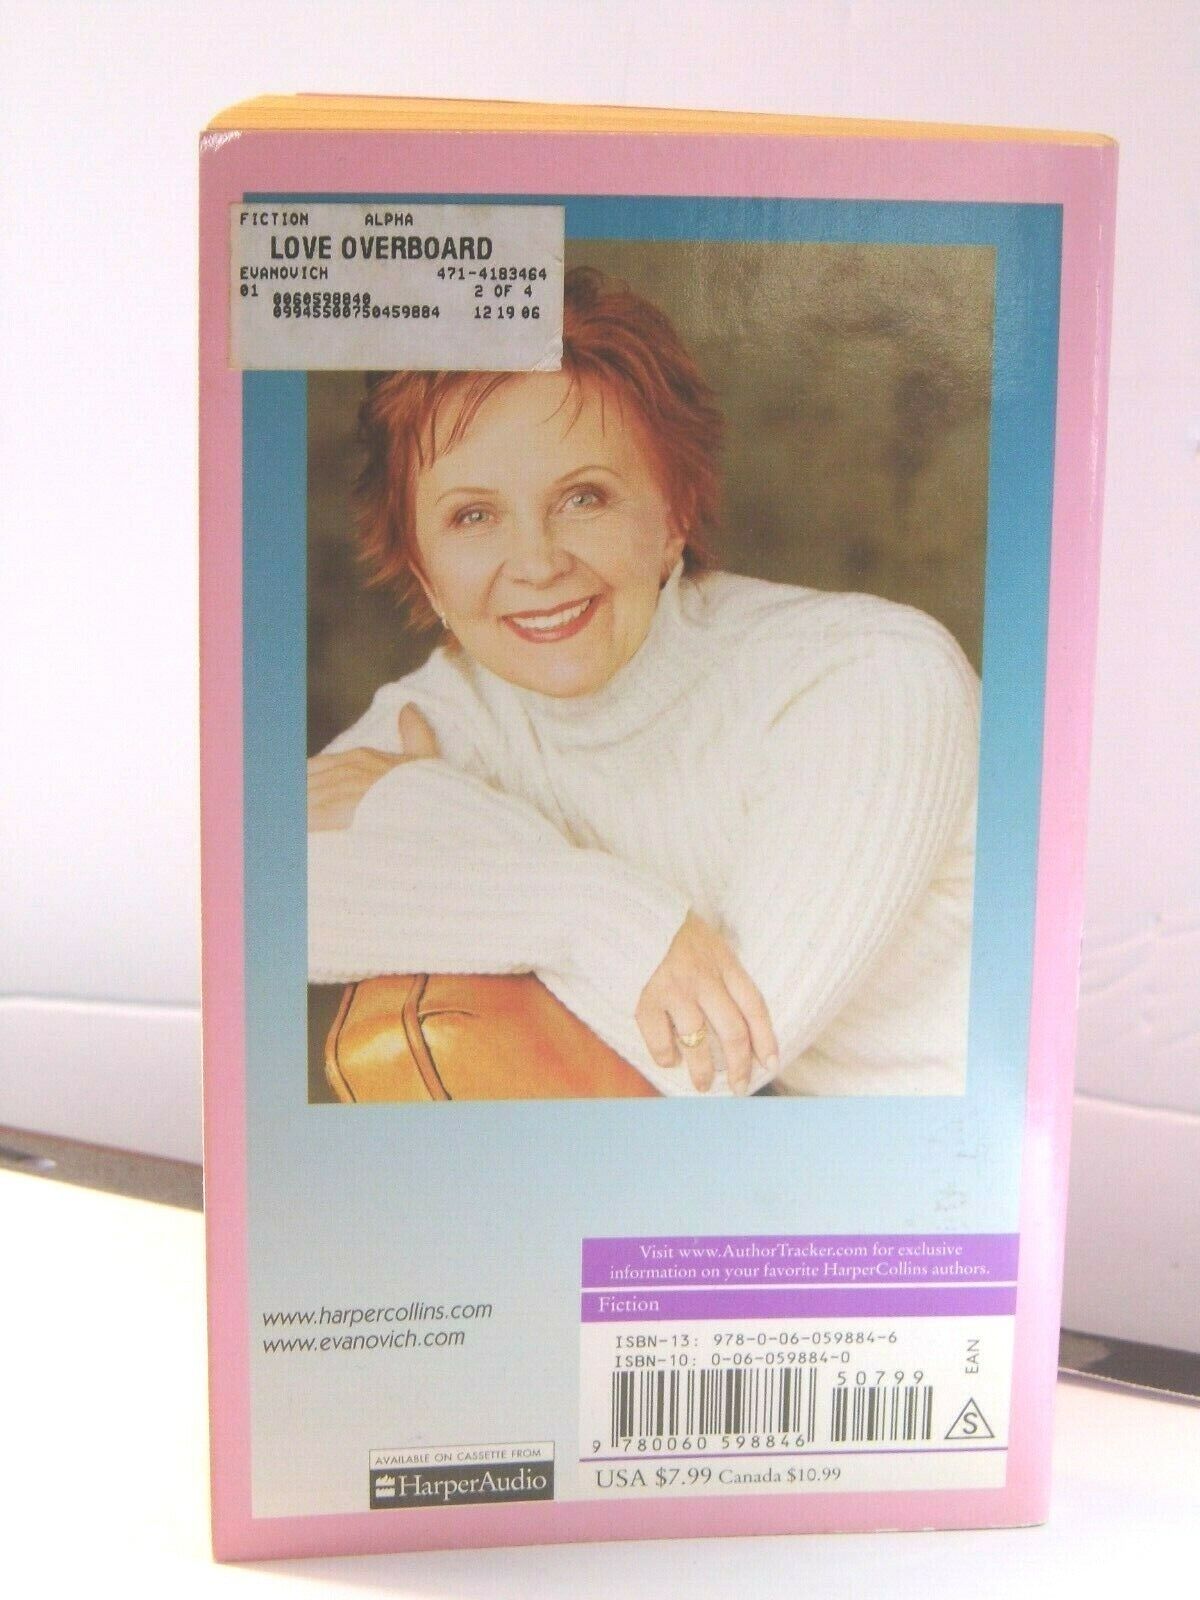 FICTION ALPHA
LOVE OVERBOARD
EVANOVICH 471-4183464
01 0060598840 2 OF 4
09945500750459884 12 19 06
Visit www.AuthorTracker.com for exclusive
information on your favorite HarperCollins authors.
Fiction
www.harpercollins.com
www.evanovich.com
ISBN-13: 978-0-06-059884-6
ISBN-10: 0-06-059884-0
50799
EAN
S
9 780060 598846
AVAILABLE ON CASSETTE FROM
HarperAudio
USA $7.99 Canada $10.99